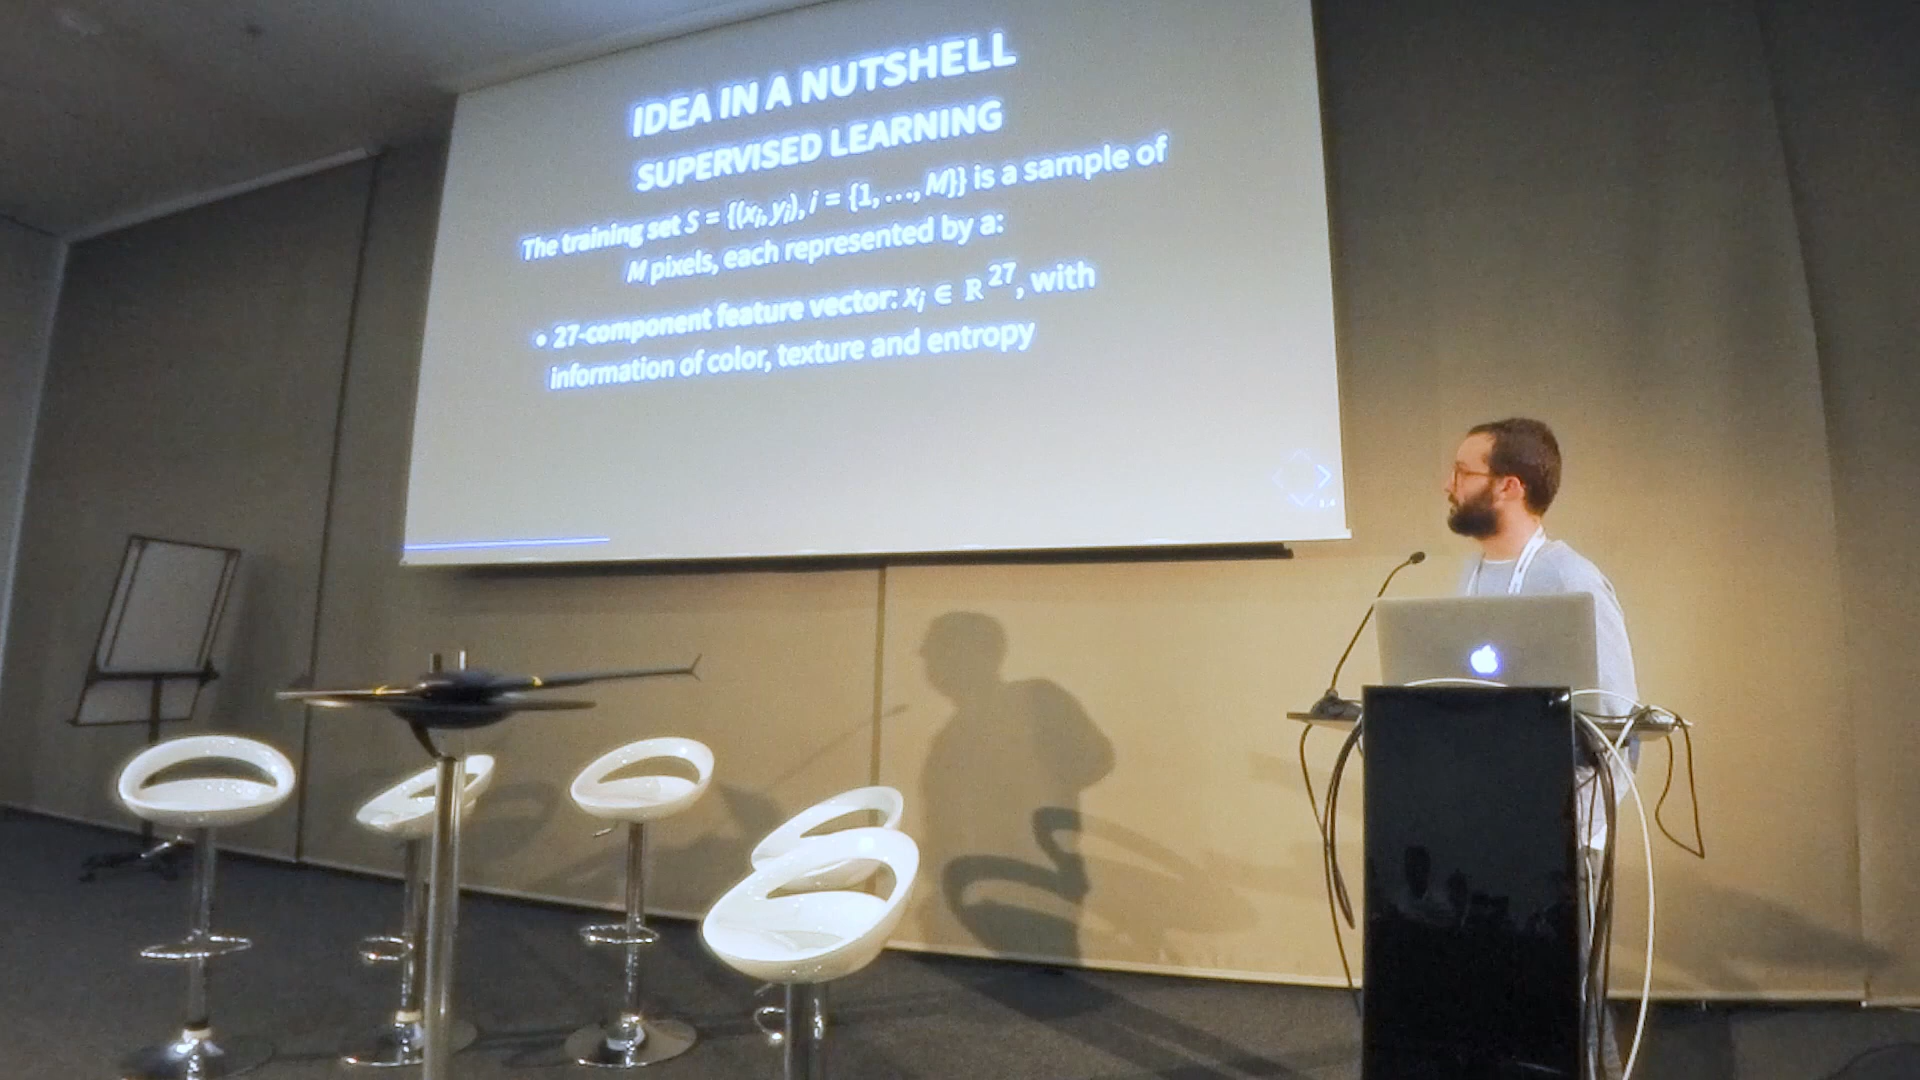 IDEA IN A NUTSHELL
SUPERVISED LEARNING
The training set S = {(xᵢ, yᵢ), i = {1, …, M}} is a sample of
M pixels, each represented by a:
• 27-component feature vector: xᵢ ∈ ℝ²⁷, with
information of color, texture and entropy